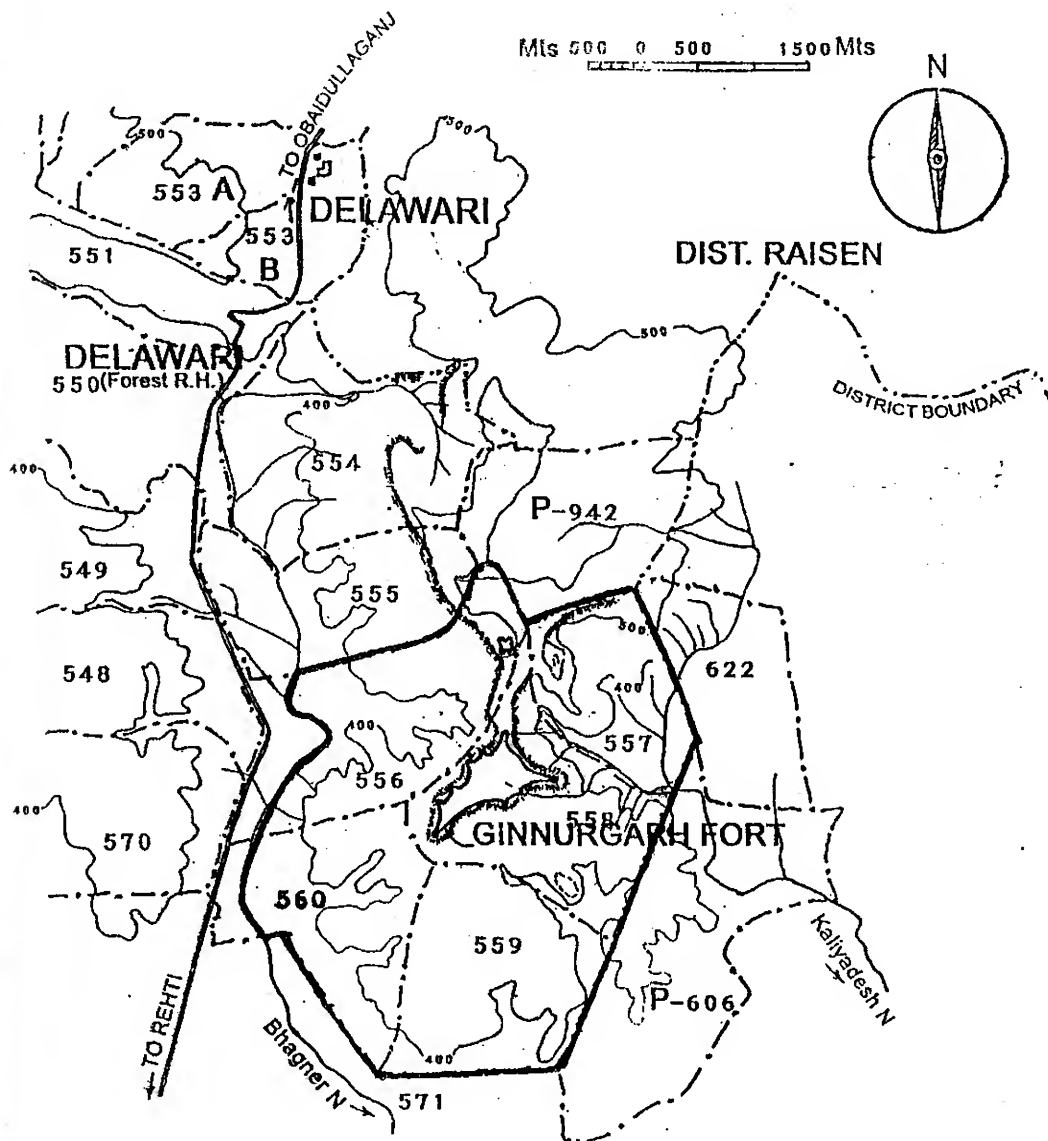 Mts 500 0 500 1500 Mts
N
TO OBAIDULLAGANJ
500
500
553 A
DELAWARI
553
B
551
DIST. RAISEN
500
DELAWARI
550 (Forest R.H.)
DISTRICT BOUNDARY
400
554
400
P-942
549
555
500
548
622
400
400
557
556
400
570
558
GINNURGARH FORT
560
559
Kaliyadesh N
P-606
TO REHTI
Bhagner N
400
571